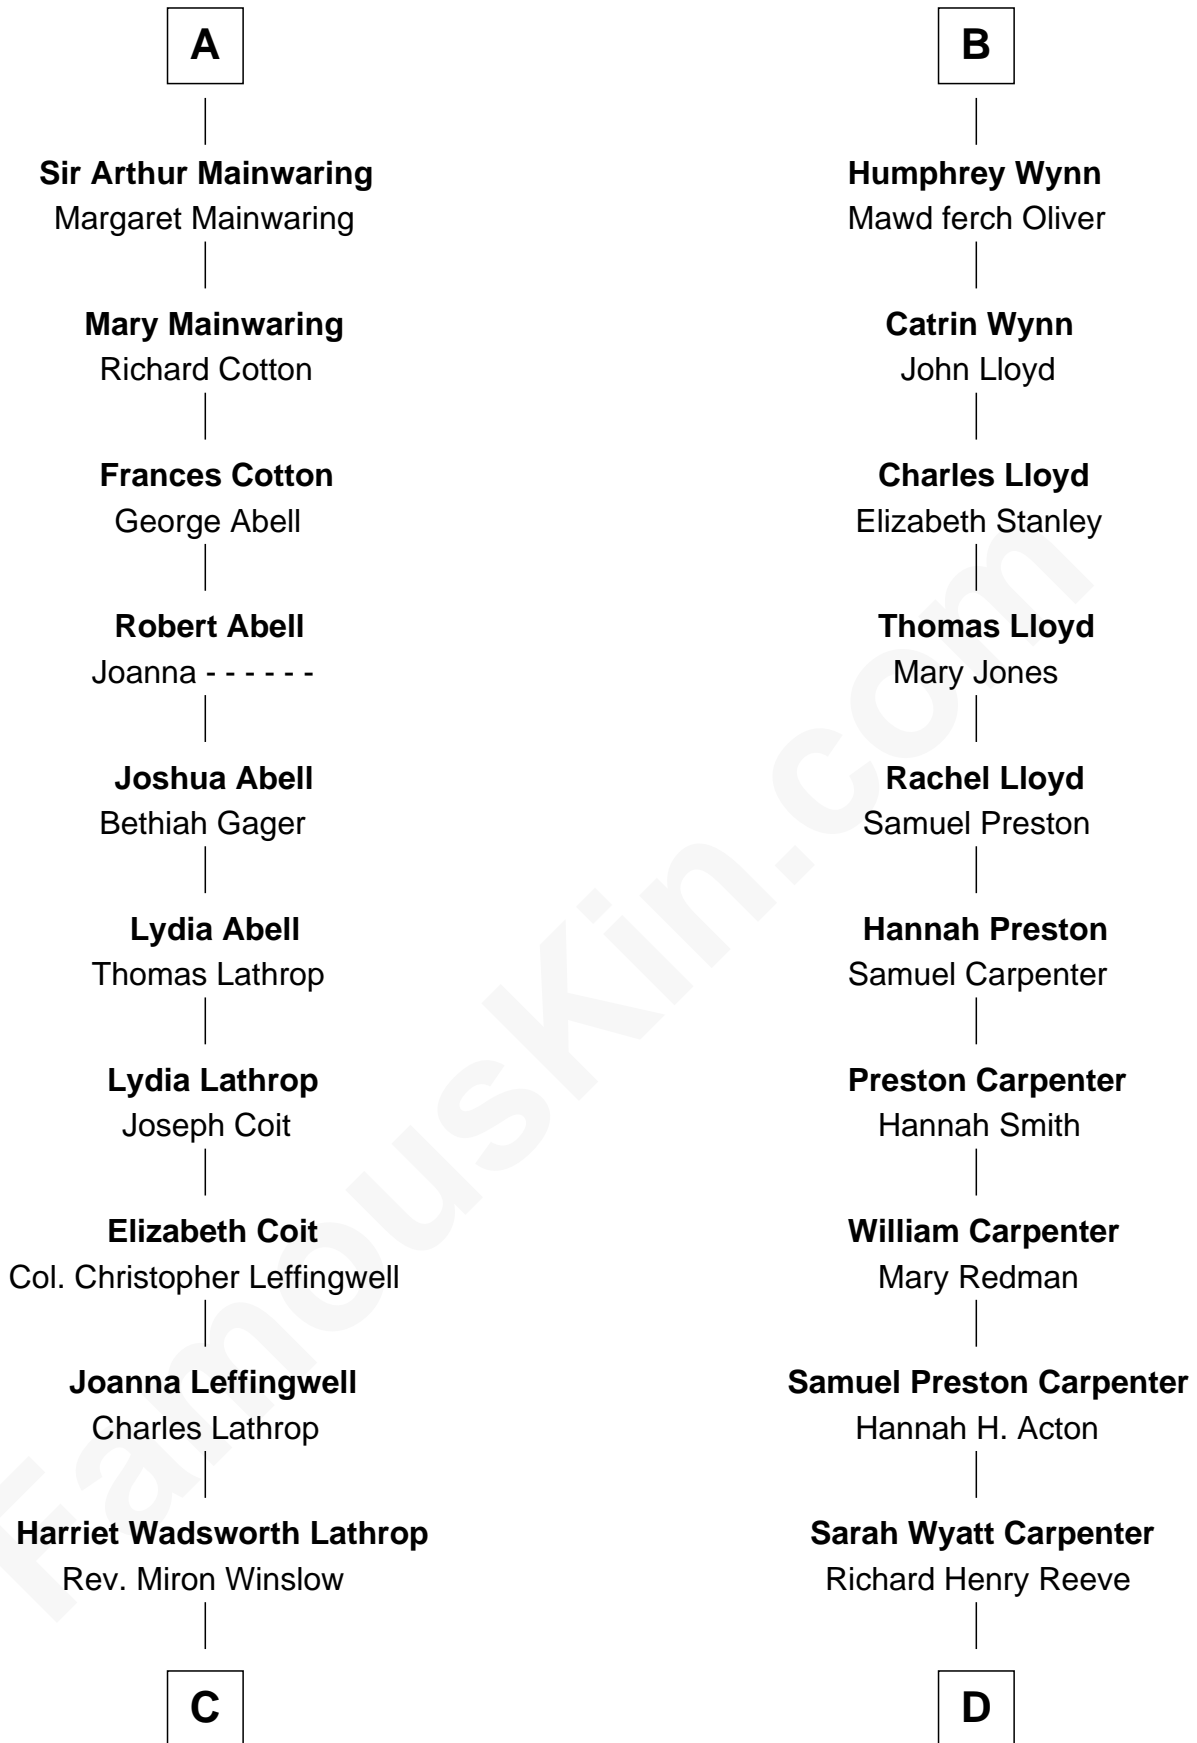 A
Sir Arthur Mainwaring
Margaret Mainwaring
Mary Mainwaring
Richard Cotton
Frances Cotton
George Abell
Robert Abell
Joanna - - - - - -
Joshua Abell
Bethiah Gager
Lydia Abell
Thomas Lathrop
Lydia Lathrop
Joseph Coit
Elizabeth Coit
Col. Christopher Leffingwell
Joanna Leffingwell
Charles Lathrop
Harriet Wadsworth Lathrop
Rev. Miron Winslow
C
B
Humphrey Wynn
Mawd ferch Oliver
Catrin Wynn
John Lloyd
Charles Lloyd
Elizabeth Stanley
Thomas Lloyd
Mary Jones
Rachel Lloyd
Samuel Preston
Hannah Preston
Samuel Carpenter
Preston Carpenter
Hannah Smith
William Carpenter
Mary Redman
Samuel Preston Carpenter
Hannah H. Acton
Sarah Wyatt Carpenter
Richard Henry Reeve
D
FamousKin.com